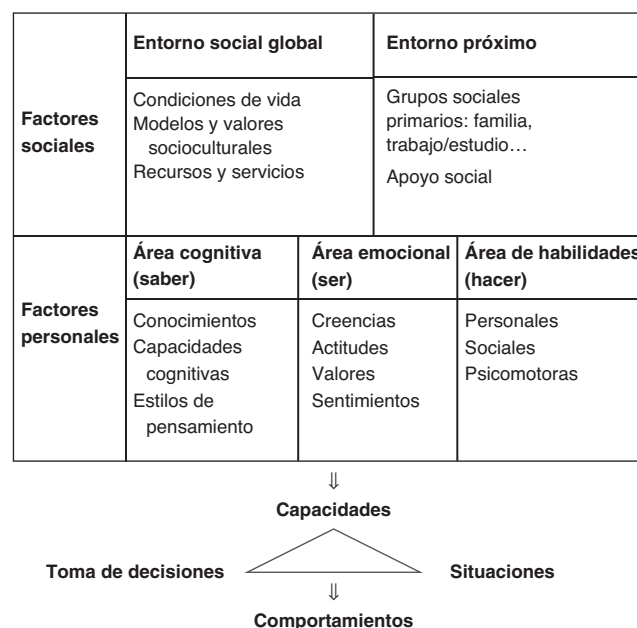 Entorno social global
Entorno próximo
Factores
sociales
Condiciones de vida
Modelos y valores
socioculturales
Recursos y servicios
Grupos sociales
primarios: familia,
trabajo/estudio…
Apoyo social
Factores
personales
Área cognitiva
(saber)
Área emocional
(ser)
Área de habilidades
(hacer)
Conocimientos
Capacidades
cognitivas
Estilos de
pensamiento
Creencias
Actitudes
Valores
Sentimientos
Personales
Sociales
Psicomotoras
⇓
Capacidades
Toma de decisiones
Situaciones
⇓
Comportamientos